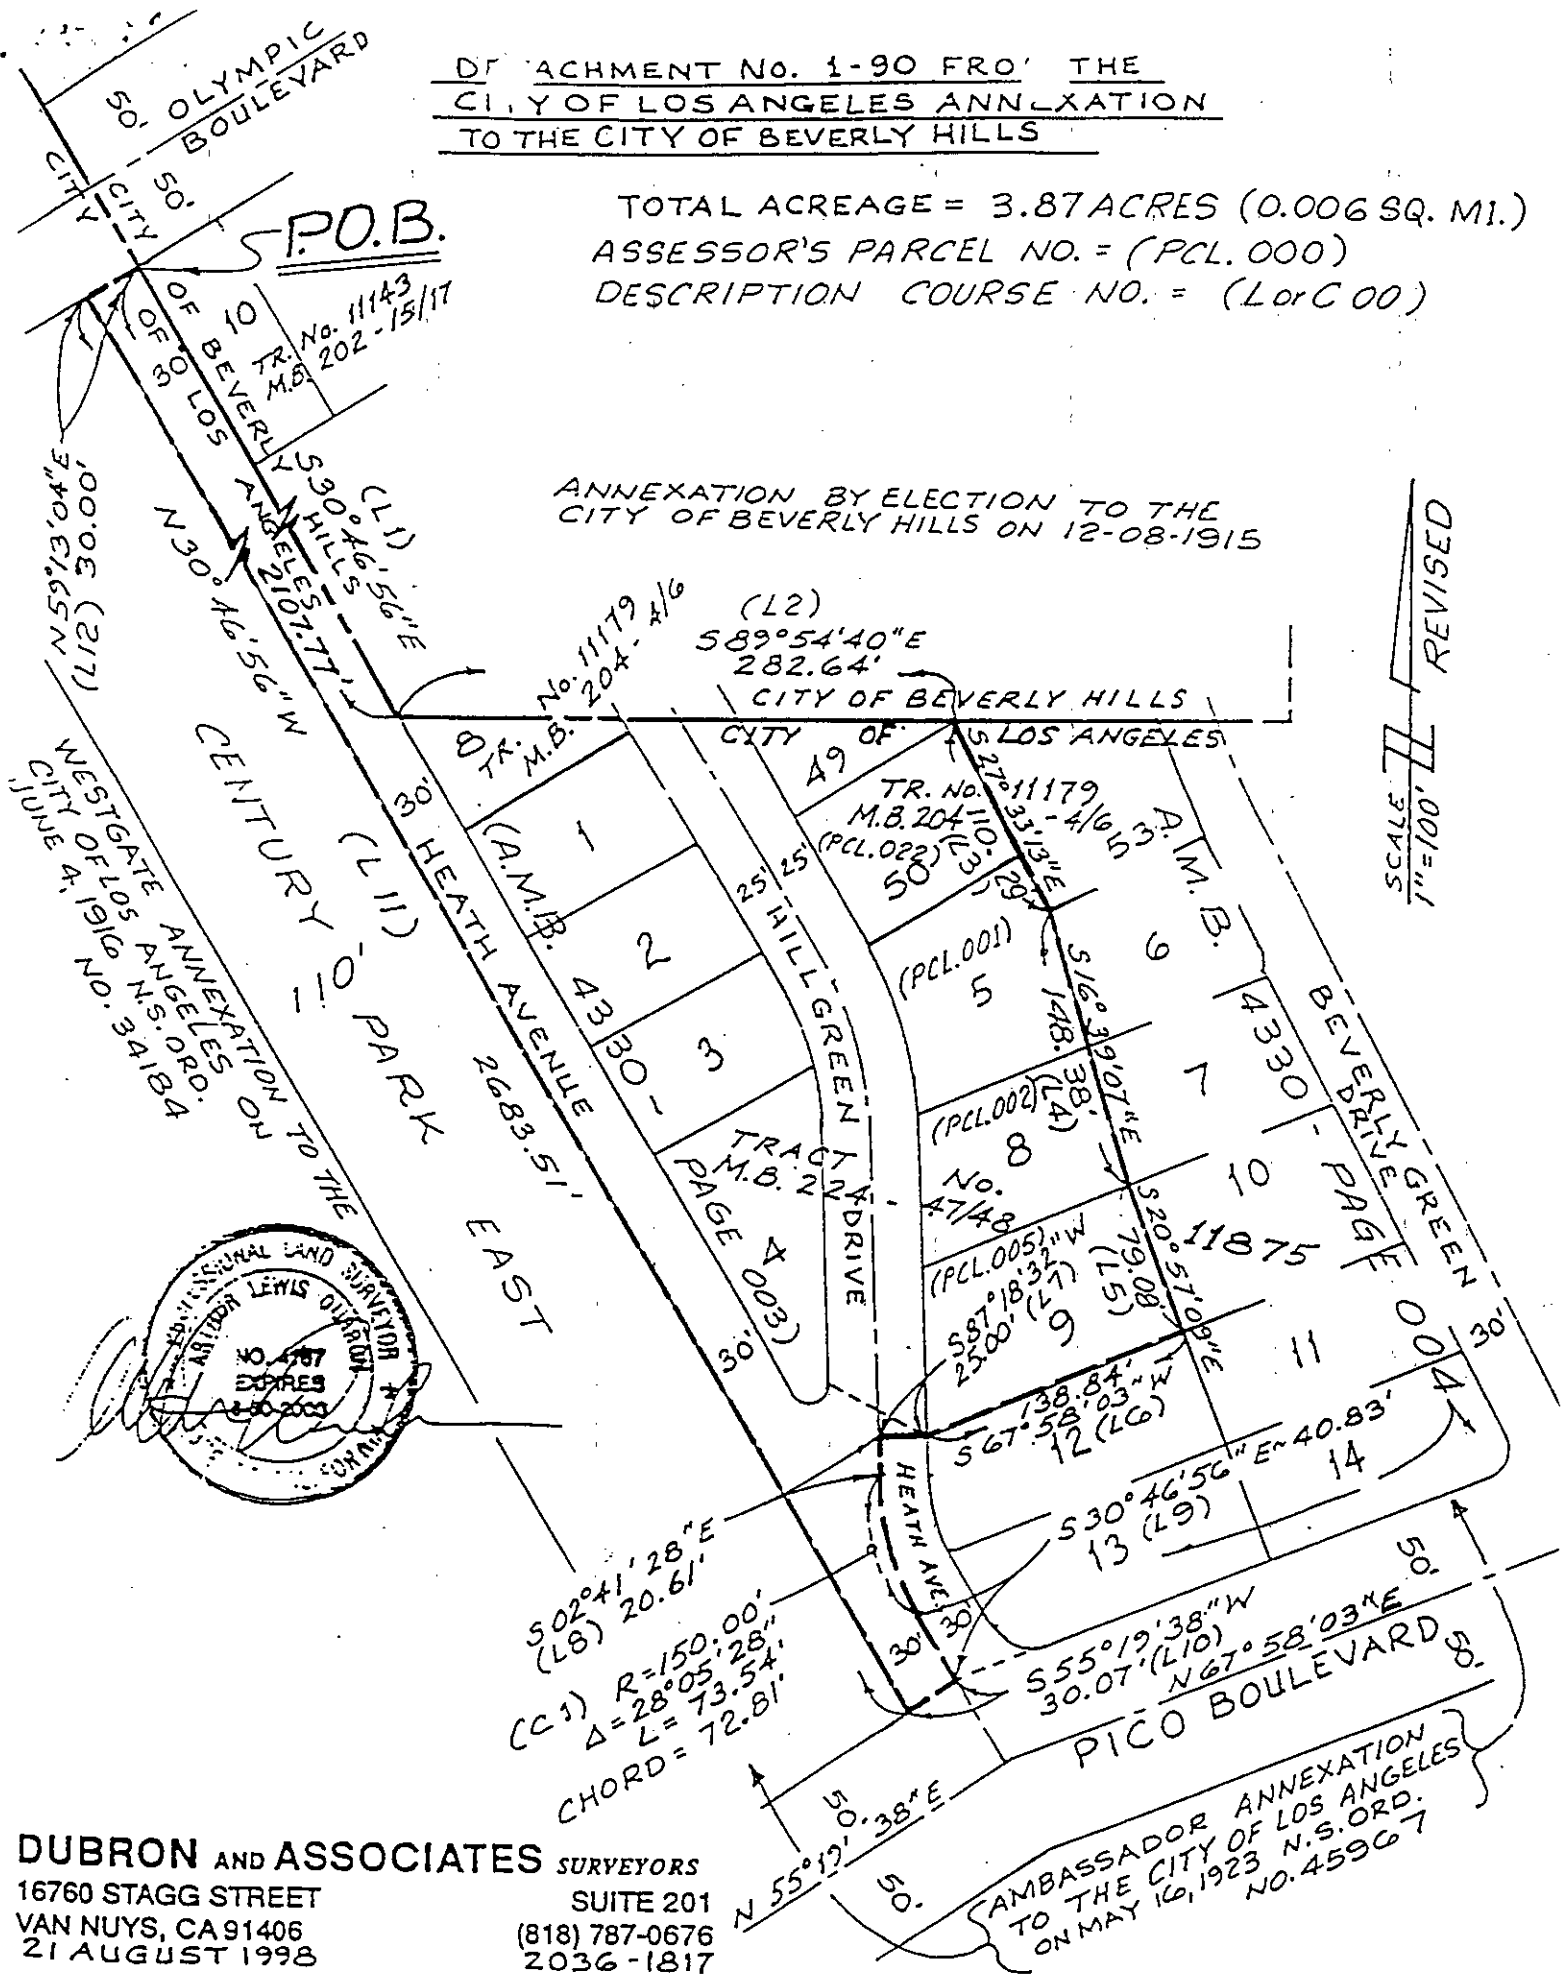 OLYMPIC
BOULEVARD
50'
50'
CITY
CITY
ACHMENT NO. 1-90 FRO' THE
CI,Y OF LOS ANGELES ANNEXATION
TO THE CITY OF BEVERLY HILLS
P.O.B.
TOTAL ACREAGE = 3.87 ACRES (0.006 SQ. MI.)
ASSESSOR'S PARCEL NO. = (PCL. 000)
DESCRIPTION COURSE NO. = (L or C 00)
10
TR. No. 11143
M.B. 202 - 15/17
OF BEVERLY HILLS
OF LOS ANGELES
30'
N 59°13'04"E
(L12) 30.00'
(L1)
S30°46'56"E
2107.77'
N30°46'56"W
ANNEXATION BY ELECTION TO THE
CITY OF BEVERLY HILLS ON 12-08-1915
REVISED
SCALE
1"=100'
(L2)
S89°54'40"E
282.64'
CITY OF BEVERLY HILLS
CITY OF LOS ANGELES
8
TR. No. 11179
M.B. 204 - 4/6
WESTGATE ANNEXATION TO THE
CITY OF LOS ANGELES ON
JUNE 4, 1916 N.S. ORD.
NO. 34184
CENTURY PARK EAST
110'
(L11)
2683.51'
30' HEATH AVENUE 30'
(A.M.B. 4330-PAGE 4 003)
1
2
3
25' 25'
HILLGREEN DRIVE
49
TR. No. 11179
M.B. 204 - 4/6
(PCL.022)
50
S27°33'13"E
110.29'
(L3)
53
A.M.B. 4330 - PAGE 004
(PCL.001)
5
6
S16°39'07"E
148.38'
(L4)
7
(PCL.002)
8
TRACT No. 11875
M.B. 224 - 47/48
10
BEVERLY GREEN
DRIVE
(PCL.005)
9
S87°18'32"W
25.00' (L7)
S20°57'09"E
79.08'
(L5)
11
30'
138.84'
S67°58'03"W
12 (L6)
S30°46'56"E~40.83'
13 (L9)
14
HEATH AVE.
30' 30'
S02°41'28"E
(L8) 20.61'
(C1) R=150.00'
Δ=28°05'28"
L=73.54'
CHORD=72.81'
S55°19'38"W
30.07' (L10)
N67°58'03"E
PICO BOULEVARD
50'
50'
N 55°19'38"E
50'
50'
AMBASSADOR ANNEXATION
TO THE CITY OF LOS ANGELES
ON MAY 16, 1923 N.S. ORD.
NO. 45967
LAND SURVEYOR
LEWIS
EXPIRES
DUBRON AND ASSOCIATES SURVEYORS
16760 STAGG STREET SUITE 201
VAN NUYS, CA 91406 (818) 787-0676
21 AUGUST 1998 2036-1817